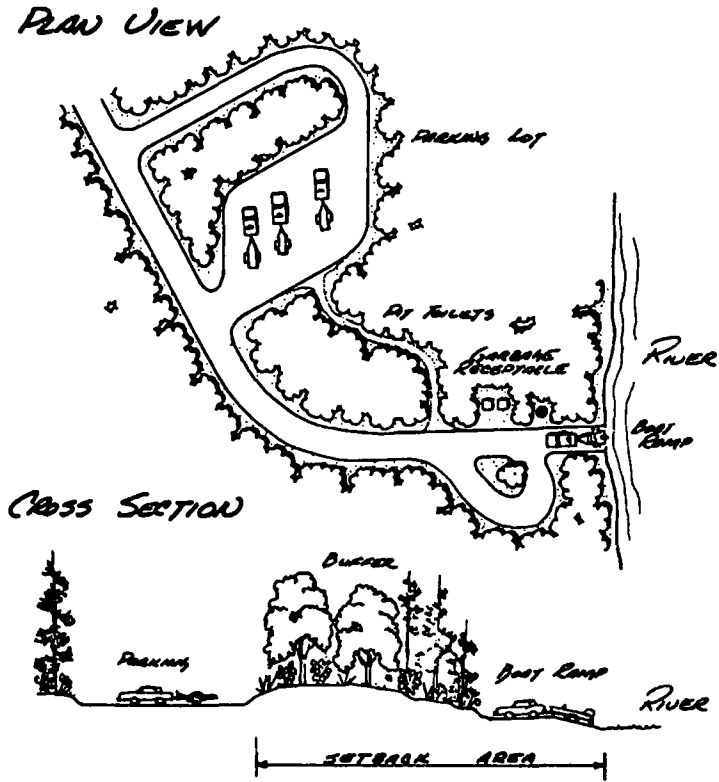 PLAN VIEW
PARKING LOT
PIT TOILETS
GARBAGE
RECEPTACLE
RIVER
BOAT
RAMP
CROSS SECTION
BUFFER
PARKING
BOAT RAMP
RIVER
SETBACK AREA